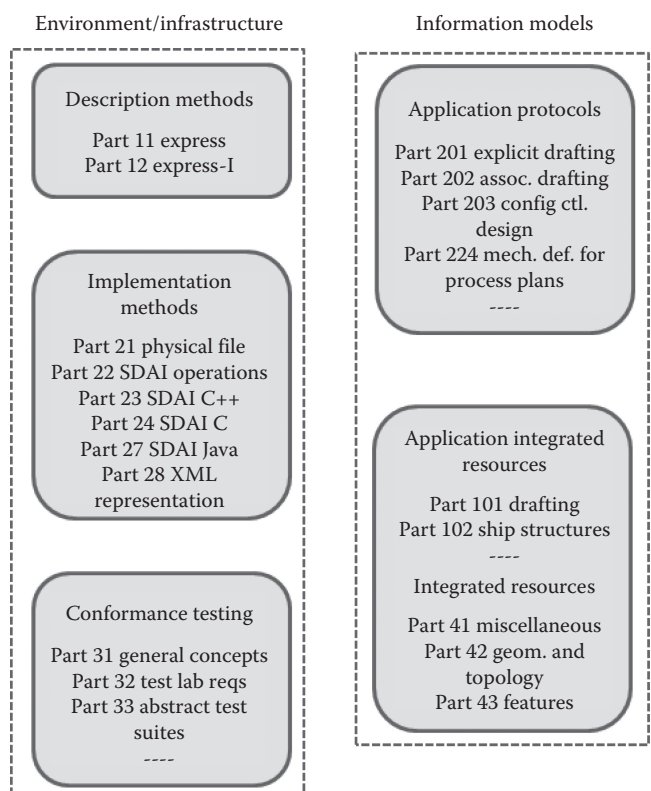 Environment/infrastructure
Description methods
Part 11 express
Part 12 express-I
Implementation
methods
Part 21 physical file
Part 22 SDAI operations
Part 23 SDAI C++
Part 24 SDAI C
Part 27 SDAI Java
Part 28 XML
representation
Conformance testing
Part 31 general concepts
Part 32 test lab reqs
Part 33 abstract test
suites
----
Information models
Application protocols
Part 201 explicit drafting
Part 202 assoc. drafting
Part 203 config ctl.
design
Part 224 mech. def. for
process plans
----
Application integrated
resources
Part 101 drafting
Part 102 ship structures
----
Integrated resources
Part 41 miscellaneous
Part 42 geom. and
topology
Part 43 features